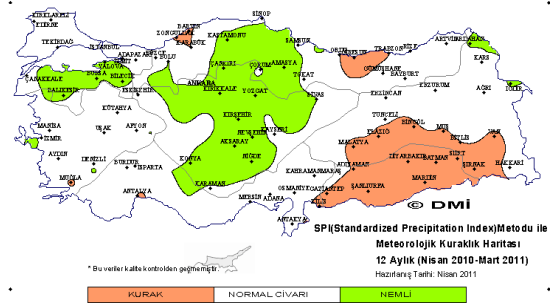 KIRKLARELİ
EDİRNE
TEKİRDAĞ
İSTANBUL
YALOVA
BURSA
BİLECİK
ÇANAKKALE
BALIKESİR
ESKİŞEHİR
KÜTAHYA
MANİSA
İZMİR
UŞAK
AFYON
AYDIN
DENİZLİ
BURDUR
ISPARTA
MUĞLA
ANTALYA
BOLU
ZONGULDAK
BARTIN
KARABÜK
KASTAMONU
SİNOP
SAMSUN
ÇANKIRI
ÇORUM
AMASYA
TOKAT
ANKARA
KIRIKKALE
YOZGAT
SİVAS
KIRŞEHİR
NEVŞEHİR
KAYSERİ
AKSARAY
NİĞDE
KONYA
KARAMAN
MERSİN
ADANA
OSMANİYE
GAZİANTEP
KİLİS
ANTAKYA
KAHRAMANMARAŞ
ORDU
GİRESUN
TRABZON
RİZE
GÜMÜŞHANE
BAYBURT
ARTVİN
ARDAHAN
KARS
IĞDIR
AĞRI
ERZURUM
ERZİNCAN
TUNCELİ
BİNGÖL
MUŞ
ELAZIĞ
MALATYA
BİTLİS
VAN
ADIYAMAN
DİYARBAKIR
BATMAN
SİİRT
ŞIRNAK
HAKKARİ
MARDİN
ŞANLIURFA
© DMİ
SPI(Standardized Precipitation Index)Metodu ile
Meteorolojik Kuraklık Haritası
12 Aylık (Nisan 2010-Mart 2011)
Hazırlanış Tarihi: Nisan 2011
* Bu veriler kalite kontrolden geçmemiştir.
KURAK
NORMAL CİVARI
NEMLİ